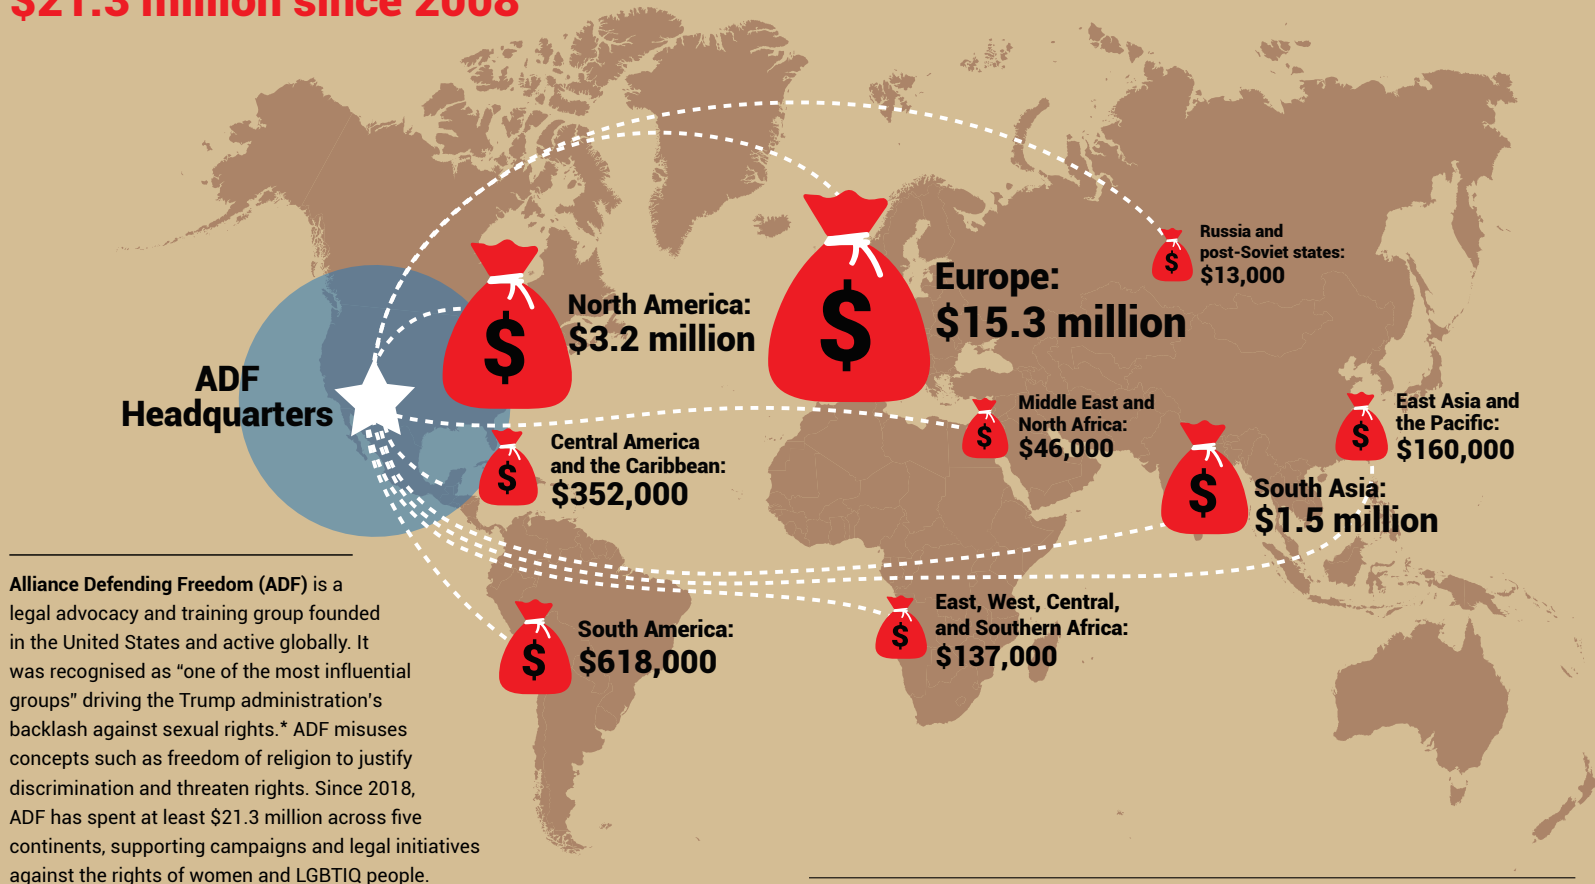 $21.3 million since 2008
Russia and
post-Soviet states:
$13,000
Europe:
$15.3 million
North America:
$3.2 million
ADF
Headquarters
Middle East and
North Africa:
$46,000
East Asia and
the Pacific:
$160,000
Central America
and the Caribbean:
$352,000
South Asia:
$1.5 million
East, West, Central,
and Southern Africa:
$137,000
South America:
$618,000
$
$
$
$
$
$
$
$
$
Alliance Defending Freedom (ADF) is a
legal advocacy and training group founded
in the United States and active globally. It
was recognised as “one of the most influential
groups” driving the Trump administration’s
backlash against sexual rights.* ADF misuses
concepts such as freedom of religion to justify
discrimination and threaten rights. Since 2018,
ADF has spent at least $21.3 million across five
continents, supporting campaigns and legal initiatives
against the rights of women and LGBTIQ people.